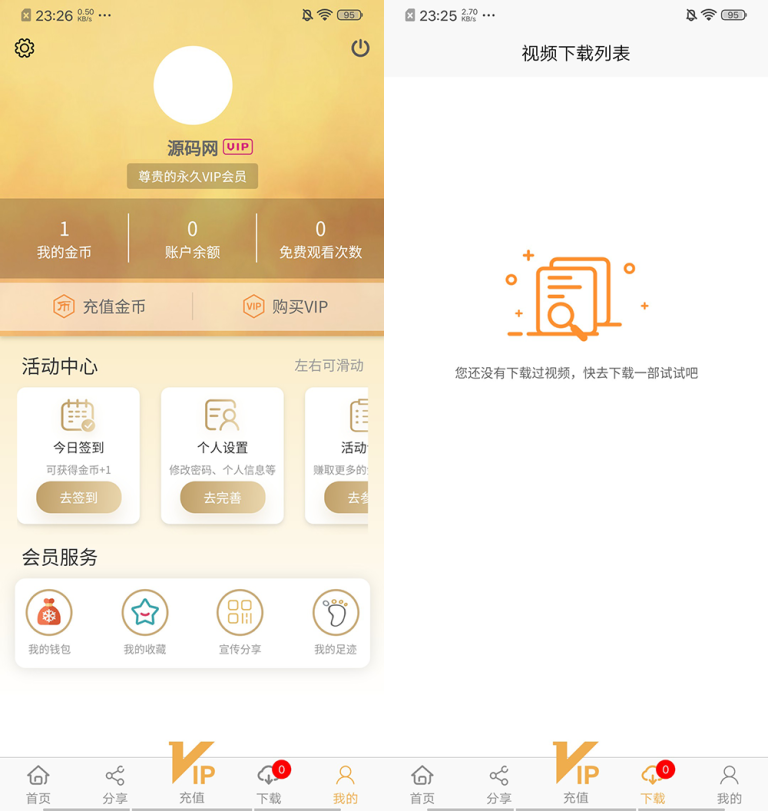 23:26 0.50 KB/s ··· 95
源码网 VIP
尊贵的永久VIP会员
1 0 0
我的金币 账户余额 免费观看次数
充值金币 VIP 购买VIP
活动中心 左右可滑动
今日签到 个人设置 活动
可获得金币+1 修改密码、个人信息等 赚取更多的
去签到 去完善 去
会员服务
我的钱包 我的收藏 宣传分享 我的足迹
VIP 0
首页 分享 充值 下载 我的
23:25 2.70 KB/s ··· 95
视频下载列表
您还没有下载过视频，快去下载一部试试吧
VIP 0
首页 分享 充值 下载 我的